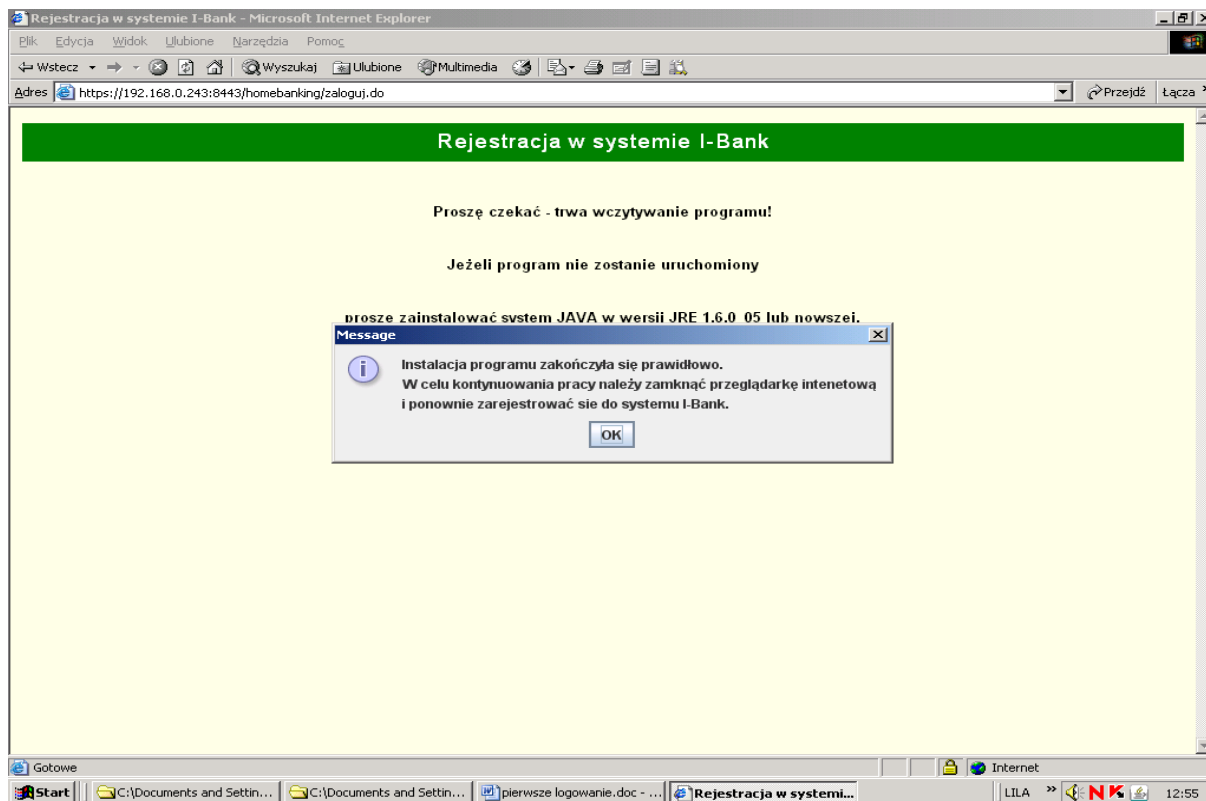 Rejestracja w systemie I-Bank - Microsoft Internet Explorer
Plik Edycja Widok Ulubione Narzędzia Pomoc
Wstecz Wyszukaj Ulubione Multimedia
Adres https://192.168.0.243:8443/homebanking/zaloguj.do Przejdź Łącza »
Rejestracja w systemie I-Bank
Proszę czekać - trwa wczytywanie programu!
Jeżeli program nie zostanie uruchomiony
proszę zainstalować system JAVA w wersji JRE 1.6.0_05 lub nowszej.
Message
Instalacja programu zakończyła się prawidłowo.
W celu kontynuowania pracy należy zamknąć przeglądarkę intenetową
i ponownie zarejestrować sie do systemu I-Bank.
OK
Gotowe Internet
Start C:\Documents and Settin... C:\Documents and Settin... pierwsze logowanie.doc - ... Rejestracja w systemi... LILA » 12:55